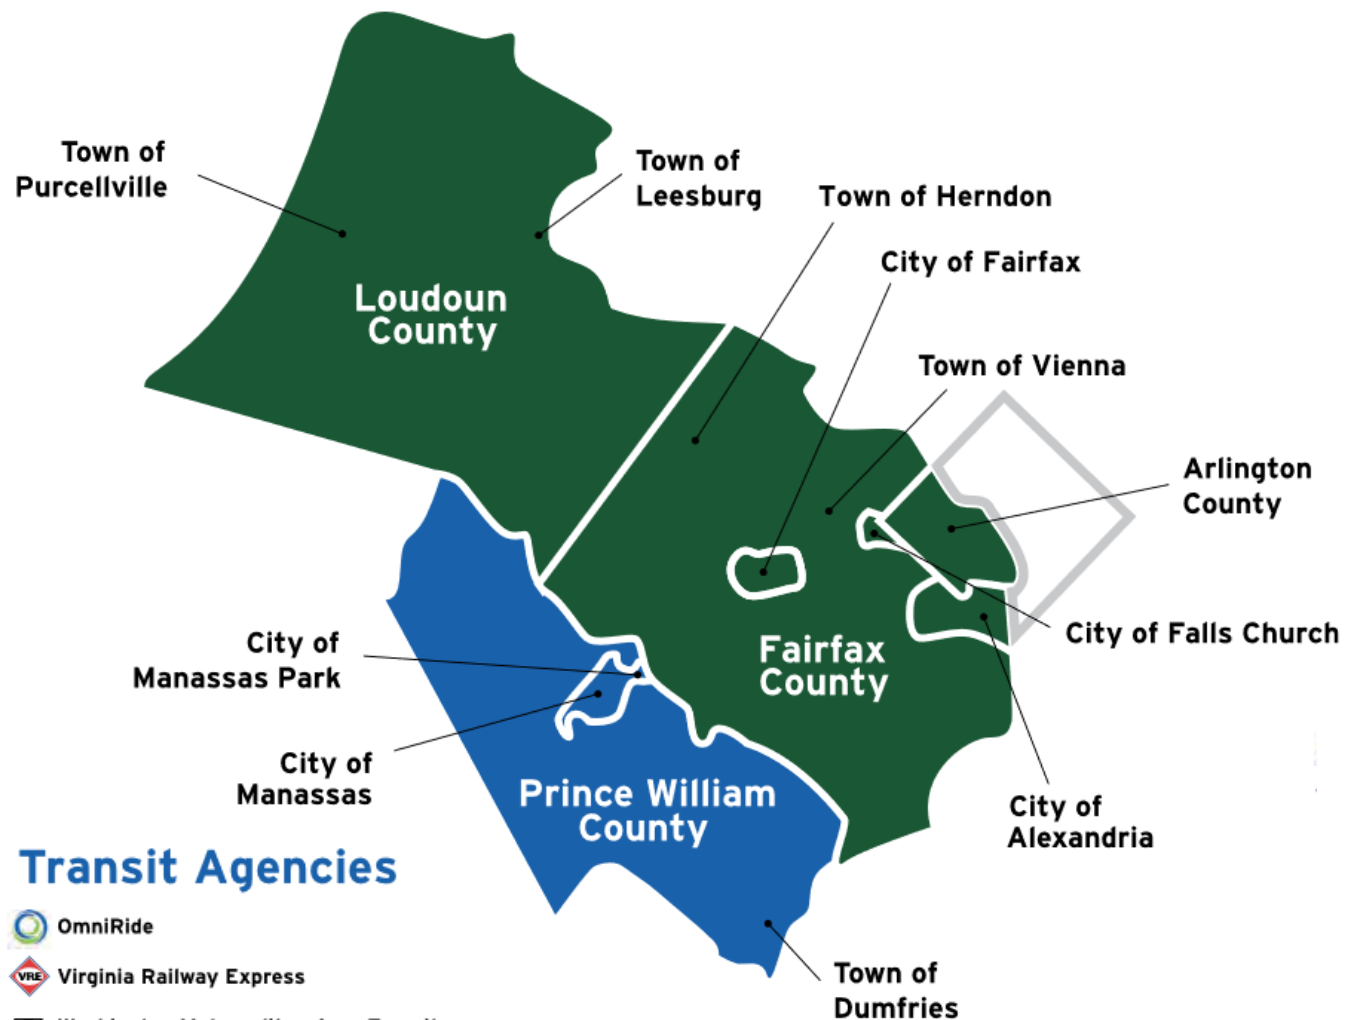 Town of
Purcellville
Town of
Leesburg
Town of Herndon
City of Fairfax
Loudoun
County
Town of Vienna
Arlington
County
City of Falls Church
Fairfax
County
City of
Manassas Park
City of
Manassas
Prince William
County
City of
Alexandria
Transit Agencies
OmniRide
VRE
Virginia Railway Express
Town of
Dumfries